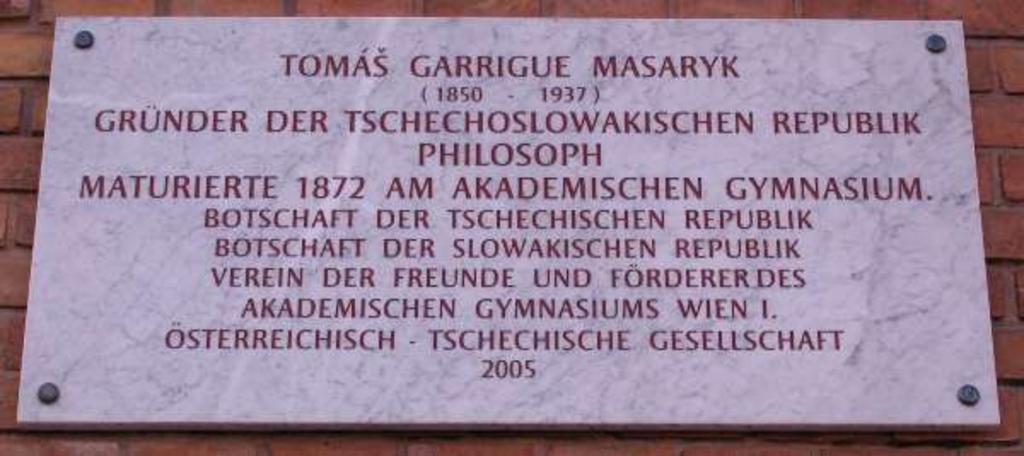 TOMÁŠ GARRIGUE MASARYK
(1850 - 1937)
GRÜNDER DER TSCHECHOSLOWAKISCHEN REPUBLIK
PHILOSOPH
MATURIERTE 1872 AM AKADEMISCHEN GYMNASIUM.
BOTSCHAFT DER TSCHECHISCHEN REPUBLIK
BOTSCHAFT DER SLOWAKISCHEN REPUBLIK
VEREIN DER FREUNDE UND FÖRDERER DES
AKADEMISCHEN GYMNASIUMS WIEN I.
ÖSTERREICHISCH - TSCHECHISCHE GESELLSCHAFT
2005